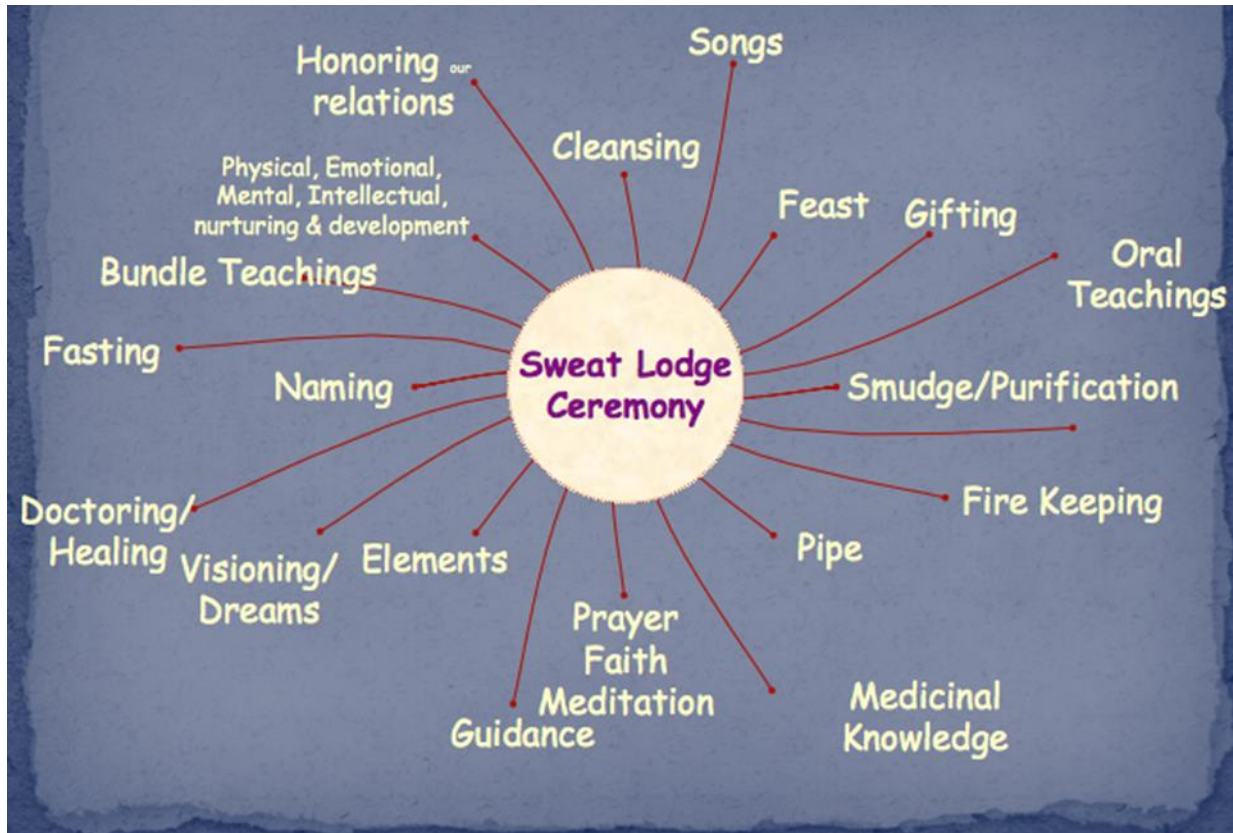 Songs
Honoring our
relations
Cleansing
Physical, Emotional,
Mental, Intellectual,
nurturing & development
Feast
Gifting
Oral
Teachings
Bundle Teachings
Fasting
Naming
Sweat Lodge
Ceremony
Smudge/Purification
Doctoring/
Healing
Visioning/
Dreams
Elements
Fire Keeping
Pipe
Prayer
Faith
Meditation
Guidance
Medicinal
Knowledge